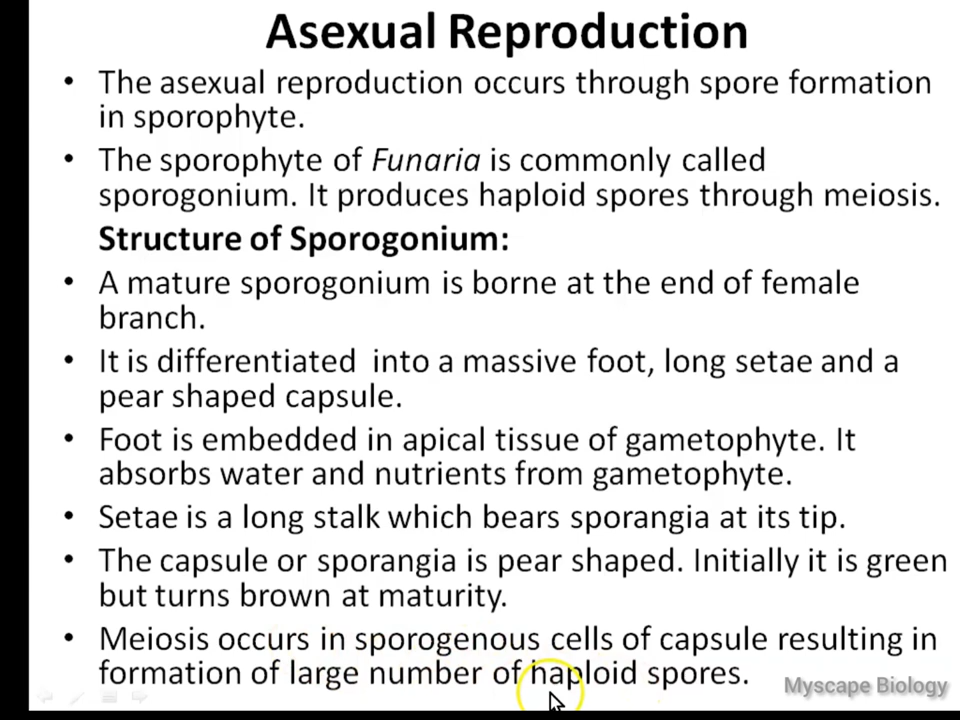 Asexual Reproduction
• The asexual reproduction occurs through spore formation
in sporophyte.
• The sporophyte of Funaria is commonly called
sporogonium. It produces haploid spores through meiosis.
Structure of Sporogonium:
• A mature sporogonium is borne at the end of female
branch.
• It is differentiated into a massive foot, long setae and a
pear shaped capsule.
• Foot is embedded in apical tissue of gametophyte. It
absorbs water and nutrients from gametophyte.
• Setae is a long stalk which bears sporangia at its tip.
• The capsule or sporangia is pear shaped. Initially it is green
but turns brown at maturity.
• Meiosis occurs in sporogenous cells of capsule resulting in
formation of large number of haploid spores.
Myscape Biology